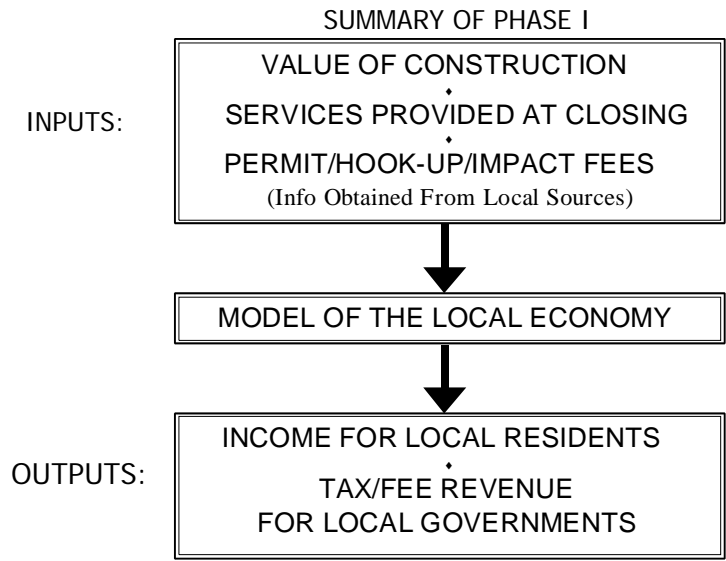 SUMMARY OF PHASE I
INPUTS:
VALUE OF CONSTRUCTION
SERVICES PROVIDED AT CLOSING
PERMIT/HOOK-UP/IMPACT FEES
(Info Obtained From Local Sources)
MODEL OF THE LOCAL ECONOMY
OUTPUTS:
INCOME FOR LOCAL RESIDENTS
TAX/FEE REVENUE
FOR LOCAL GOVERNMENTS